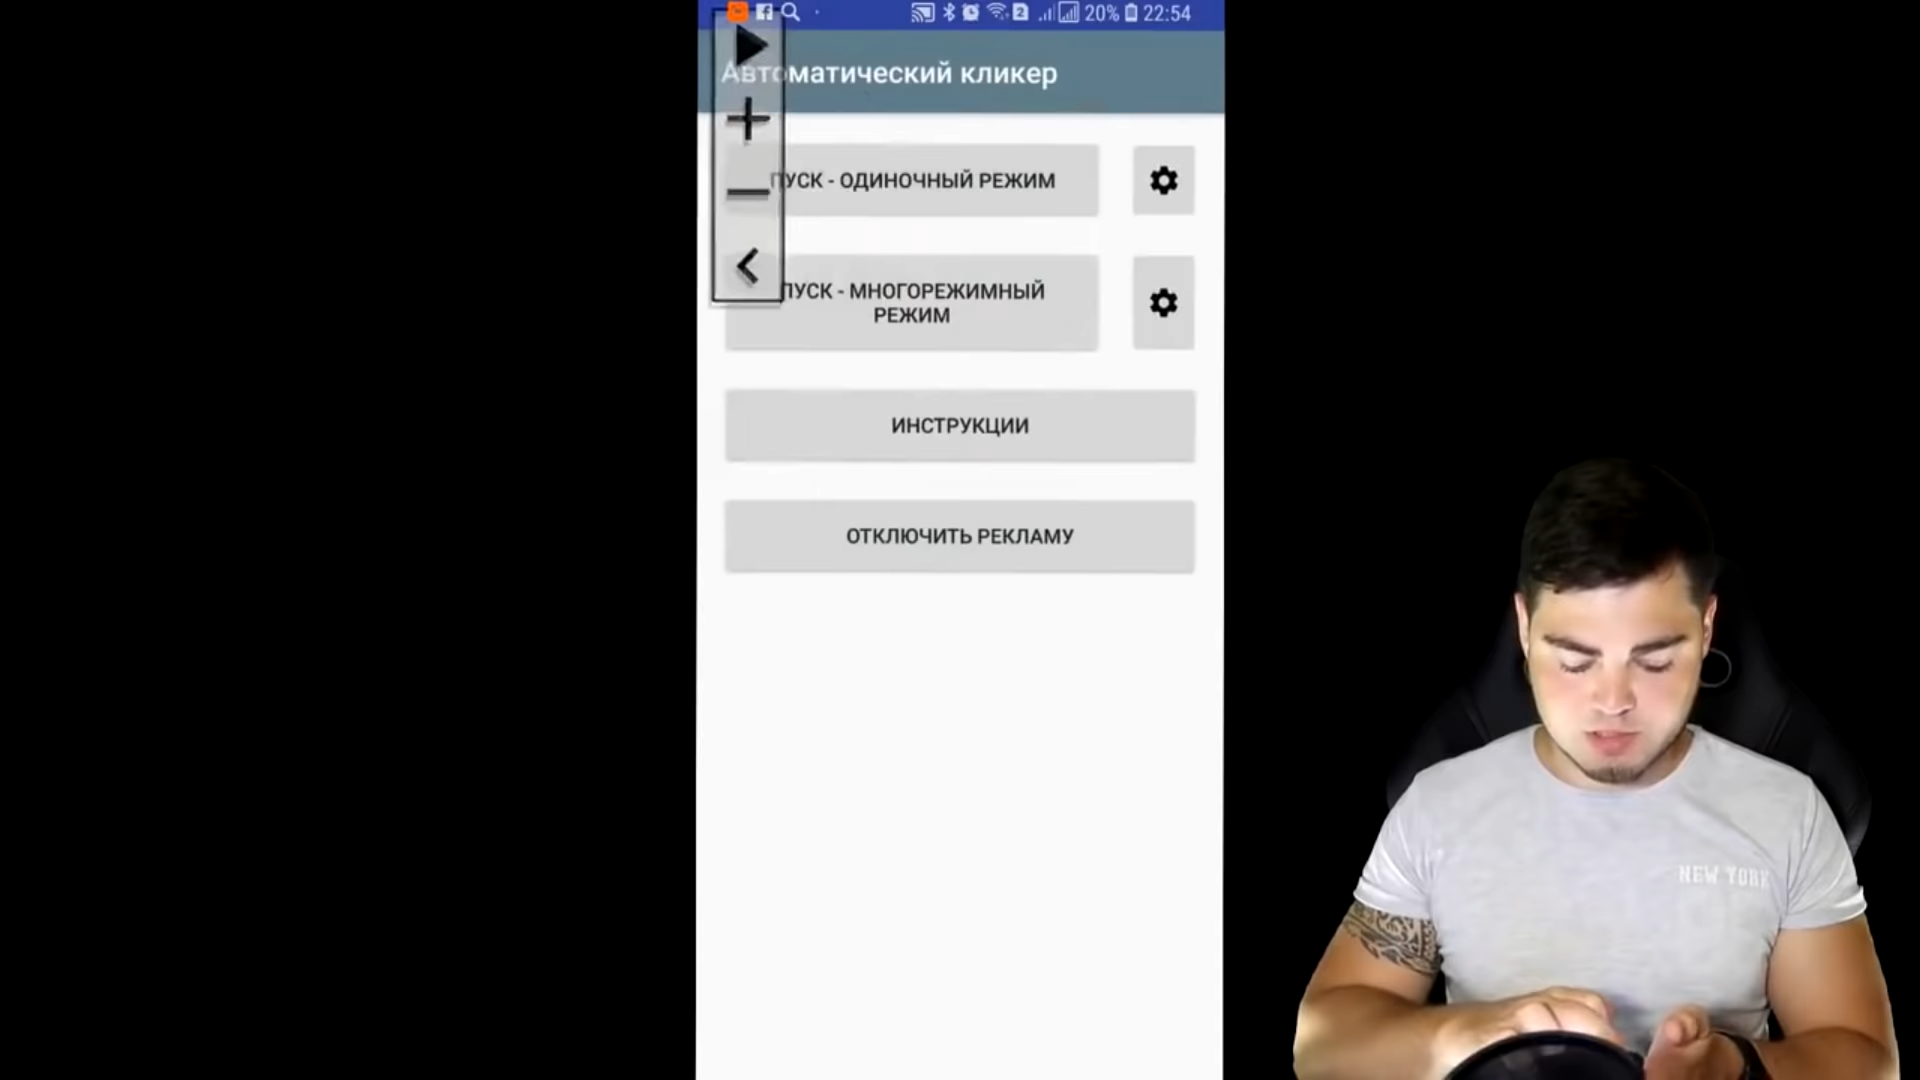 20% 22:54
Автоматический кликер
ПУСК - ОДИНОЧНЫЙ РЕЖИМ
ПУСК - МНОГОРЕЖИМНЫЙ
РЕЖИМ
ИНСТРУКЦИИ
ОТКЛЮЧИТЬ РЕКЛАМУ
NEW YORK